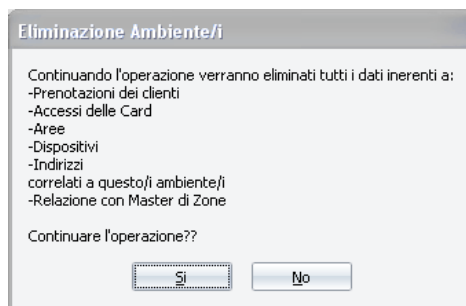 Eliminazione Ambiente/i
Continuando l'operazione verranno eliminati tutti i dati inerenti a:
-Prenotazioni dei clienti
-Accessi delle Card
-Aree
-Dispositivi
-Indirizzi
correlati a questo/i ambiente/i
-Relazione con Master di Zone
Continuare l'operazione??
Si
No